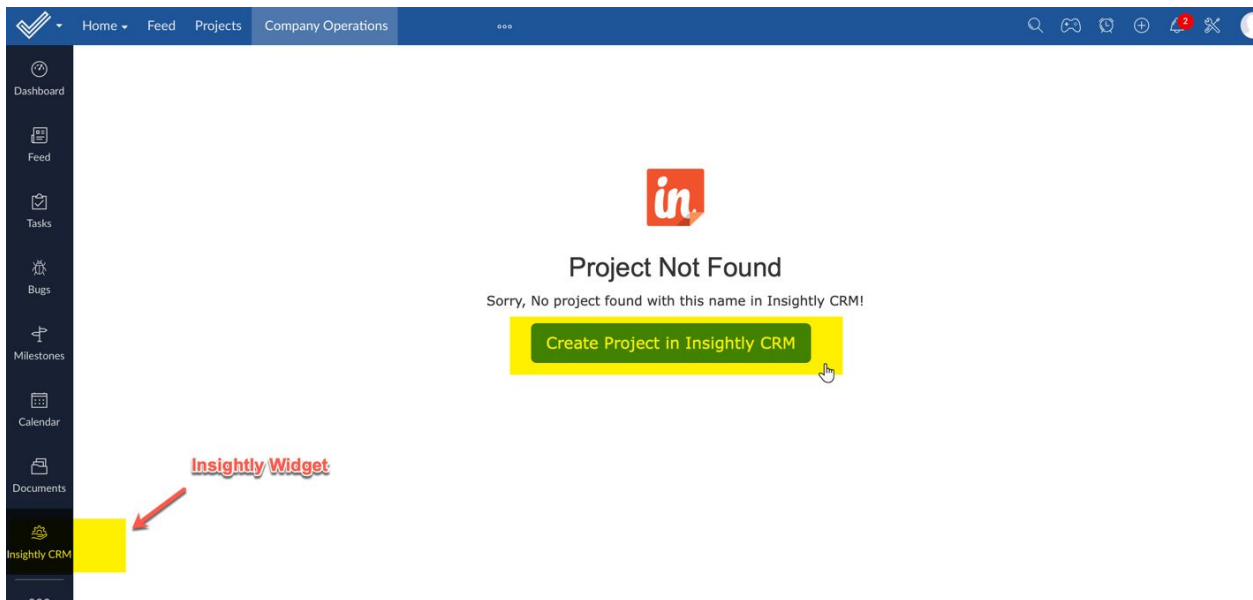 Home Feed Projects Company Operations
2
Dashboard
Feed
Tasks
Bugs
Milestones
Calendar
Documents
Insightly CRM
in.
Project Not Found
Sorry, No project found with this name in Insightly CRM!
Create Project in Insightly CRM
Insightly Widget